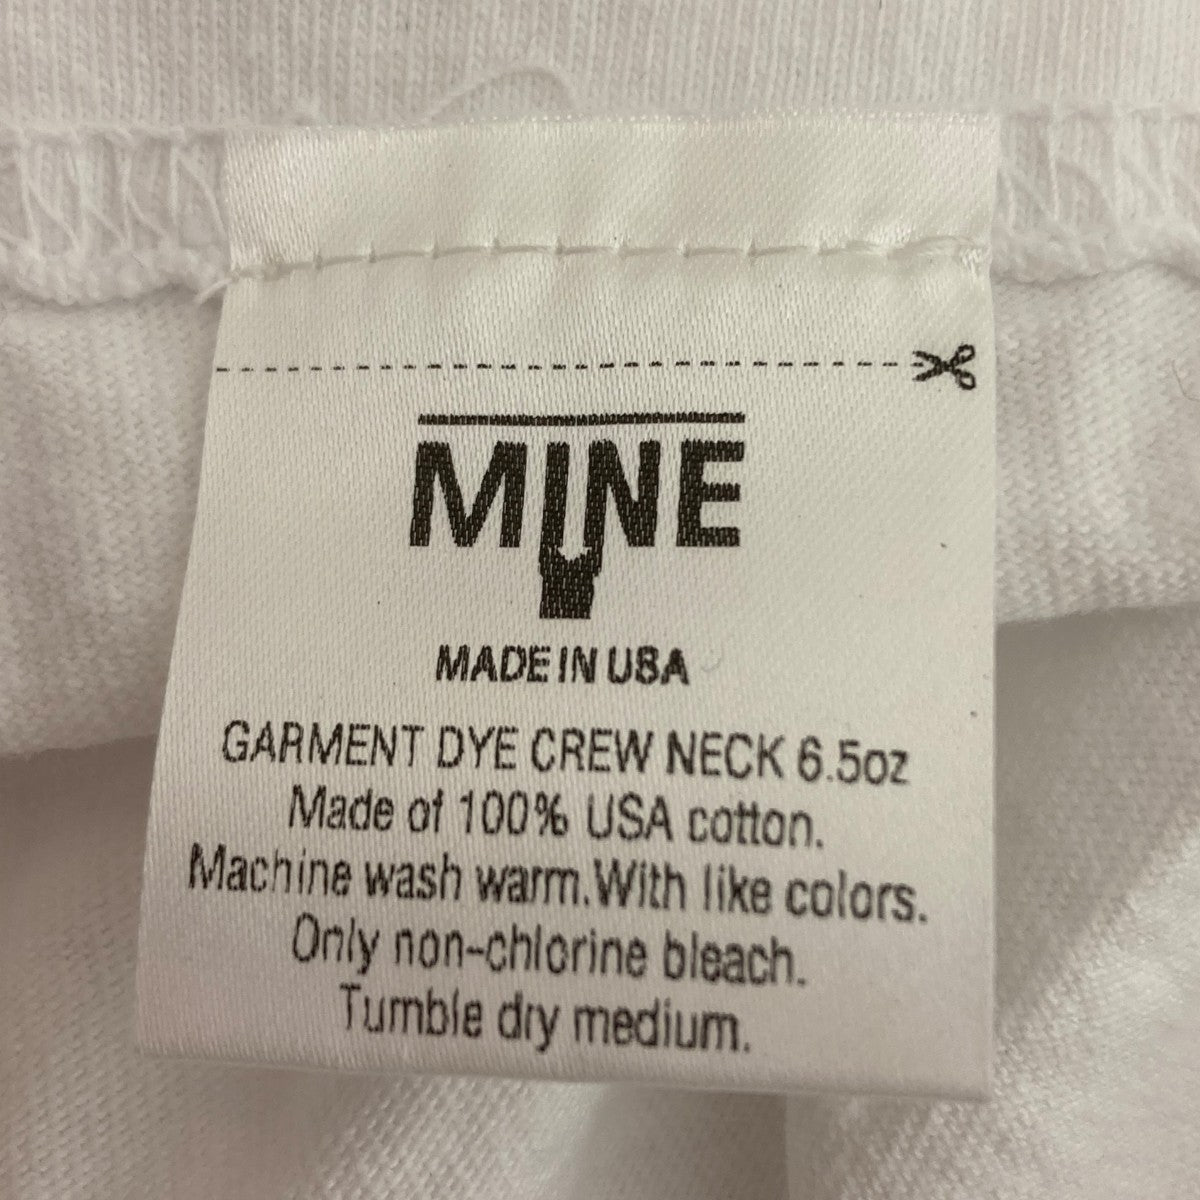 MINE
MADE IN USA
GARMENT DYE CREW NECK 6.5oz
Made of 100% USA cotton.
Machine wash warm.With like colors.
Only non-chlorine bleach.
Tumble dry medium.